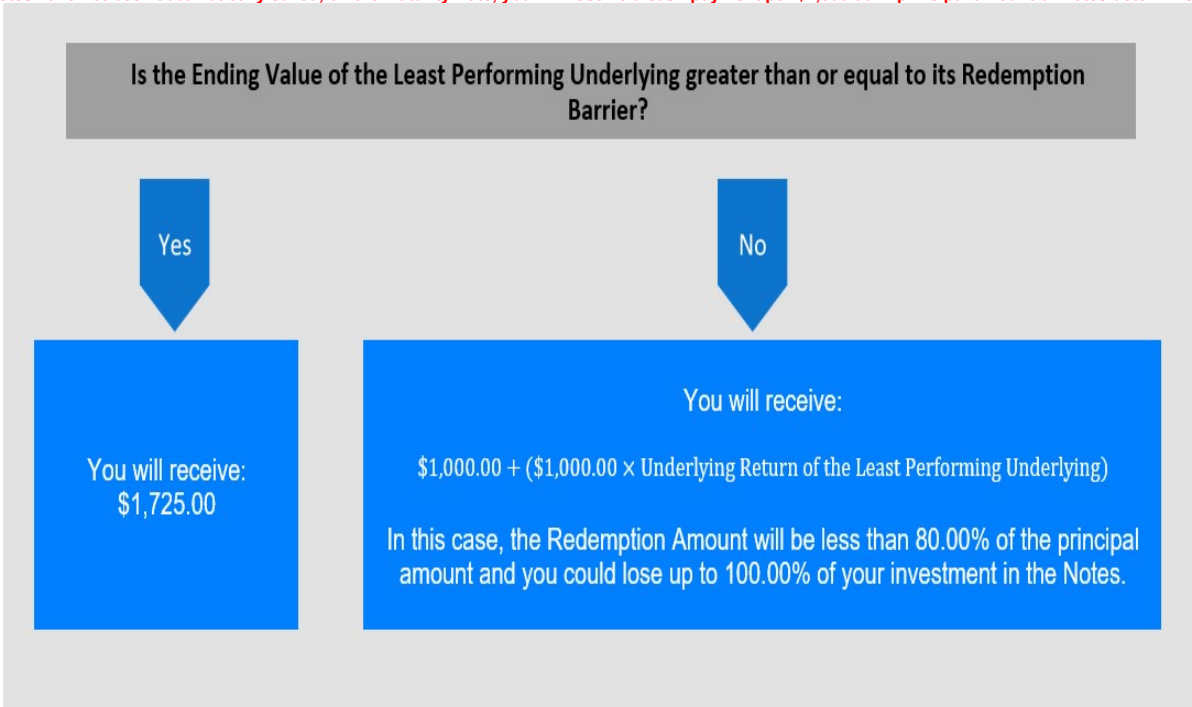 Is the Ending Value of the Least Performing Underlying greater than or equal to its Redemption
Barrier?
Yes
No
You will receive:
$1,725.00
You will receive:
$1,000.00 + ($1,000.00 × Underlying Return of the Least Performing Underlying)
In this case, the Redemption Amount will be less than 80.00% of the principal
amount and you could lose up to 100.00% of your investment in the Notes.